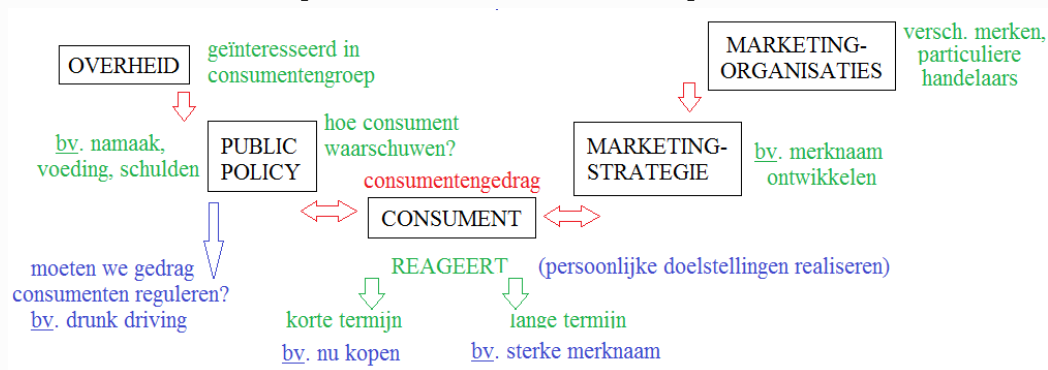 OVERHEID
geïnteresseerd in
consumentengroep
MARKETING-
ORGANISATIES
versch. merken,
particuliere
handelaars
bv. namaak,
voeding, schulden
PUBLIC
POLICY
hoe consument
waarschuwen?
MARKETING-
STRATEGIE
bv. merknaam
ontwikkelen
consumentengedrag
CONSUMENT
moeten we gedrag
consumenten reguleren?
bv. drunk driving
REAGEERT
(persoonlijke doelstellingen realiseren)
korte termijn
bv. nu kopen
lange termijn
bv. sterke merknaam